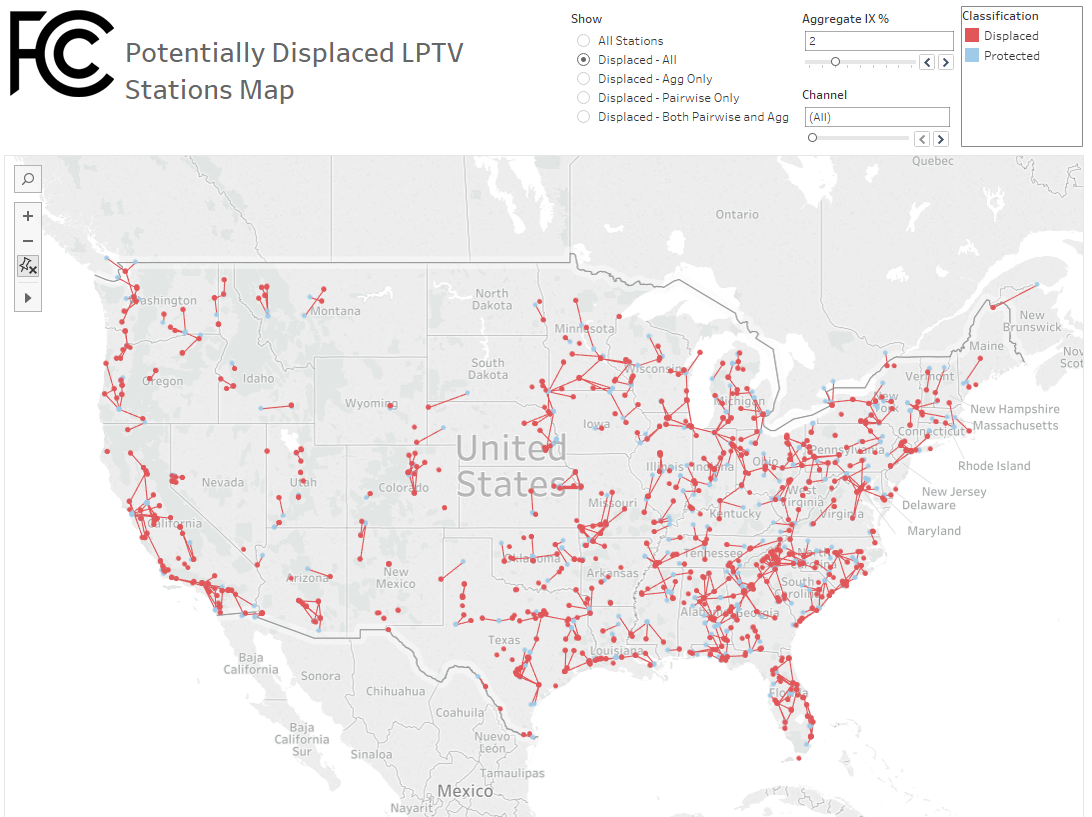 FCC
Potentially Displaced LPTV
Stations Map
Show
All Stations
Displaced - All
Displaced - Agg Only
Displaced - Pairwise Only
Displaced - Both Pairwise and Agg
Aggregate IX %
2
Channel
(All)
Classification
Displaced
Protected
Quebec
Ontario
Washington
Montana
North
Dakota
Minnesota
New
Brunswick
Maine
Nov
Scot
South
Dakota
Wisconsin
Michigan
Vermont
New
York
New Hampshire
Massachusetts
Connecticut
Rhode Island
Oregon
Idaho
Wyoming
Iowa
United
States
Nevada
Utah
Colorado
Illinois
Indiana
Ohio
Pennsylvania
New Jersey
Delaware
Maryland
West
Virginia
Virginia
Missouri
Kentucky
California
Arizona
New
Mexico
Oklahoma
Arkansas
Tennessee
North
Carolina
South
Carolina
Alabama
Georgia
Texas
Louisiana
Florida
Baja
California
Sonora
Chihuahua
Coahuila
Baja
California
Sur
Sinaloa
Nuevo
León
Tamaulipas
Mexico
Nayarit